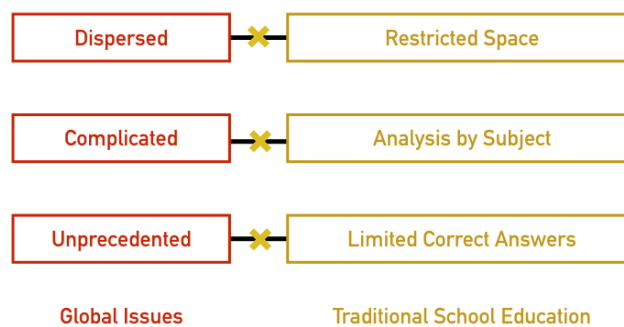 Dispersed
Restricted Space
Complicated
Analysis by Subject
Unprecedented
Limited Correct Answers
Global Issues
Traditional School Education